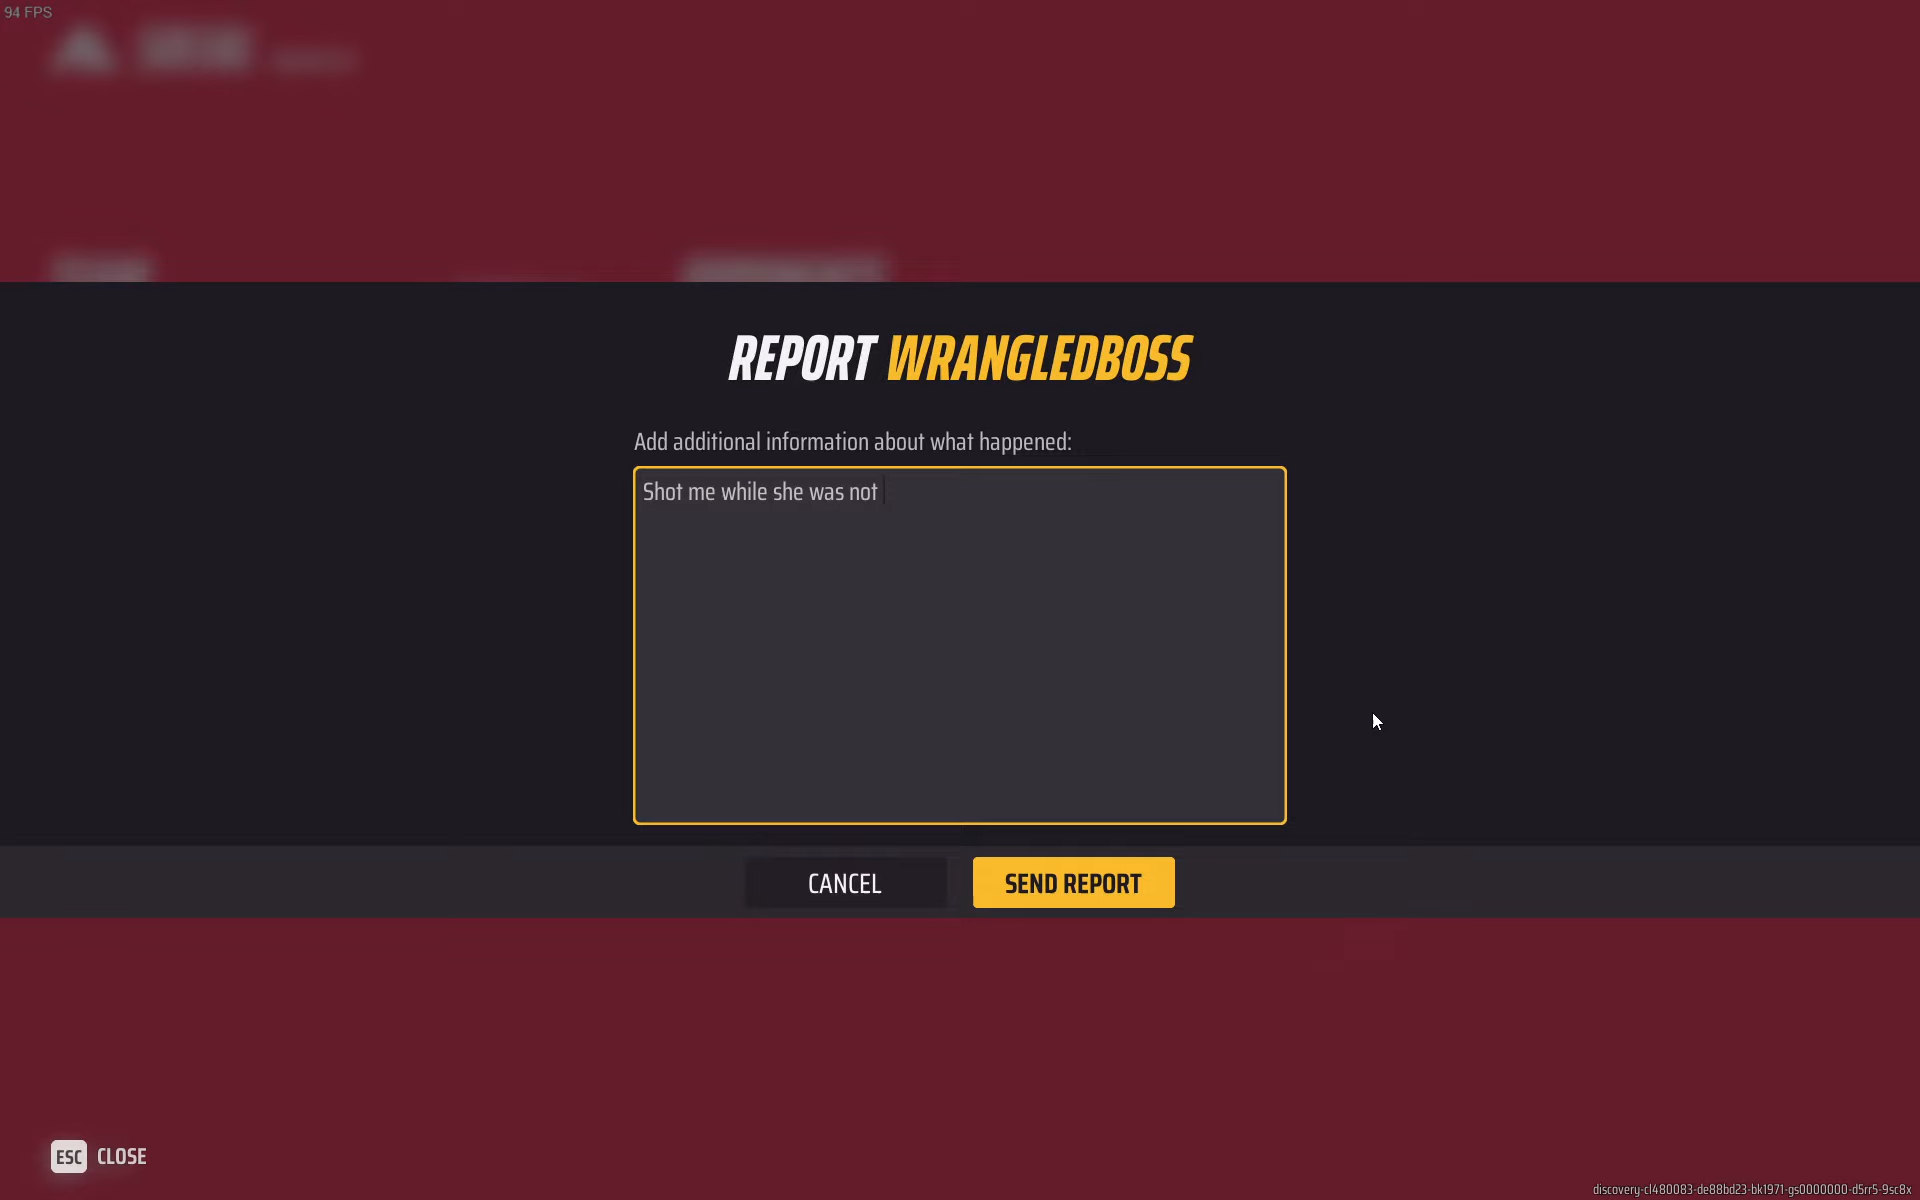 94 FPS
REPORT WRANGLEDBOSS
Add additional information about what happened:
Shot me while she was not
CANCEL
SEND REPORT
ESC CLOSE
discovery-cl480083-de88bd23-bk1971-gs0000000-d5rr5-9sc8x